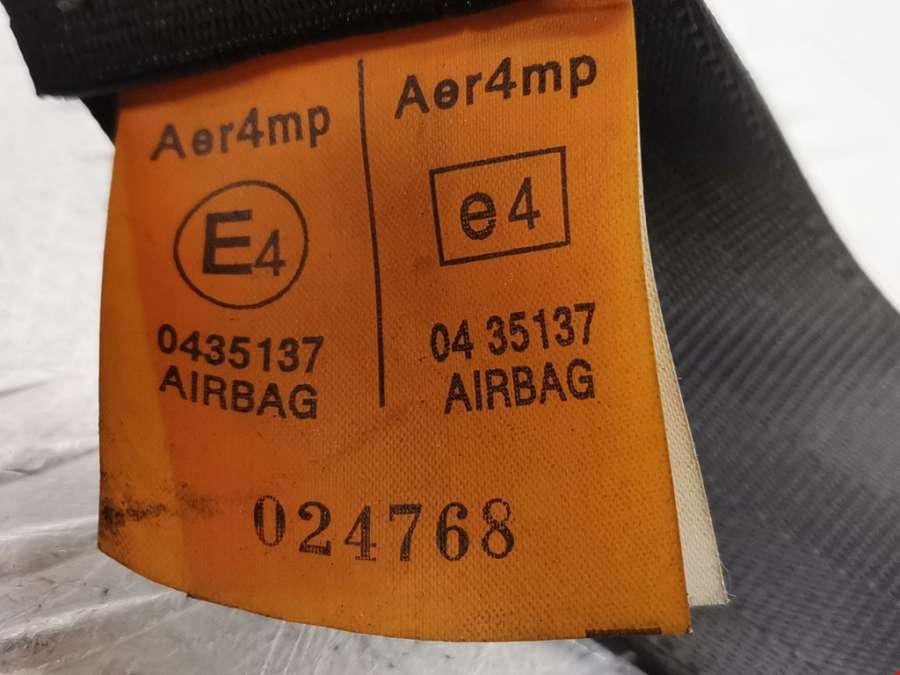 Aer4mp
E4
0435137
AIRBAG
Aer4mp
e4
04 35137
AIRBAG
024768